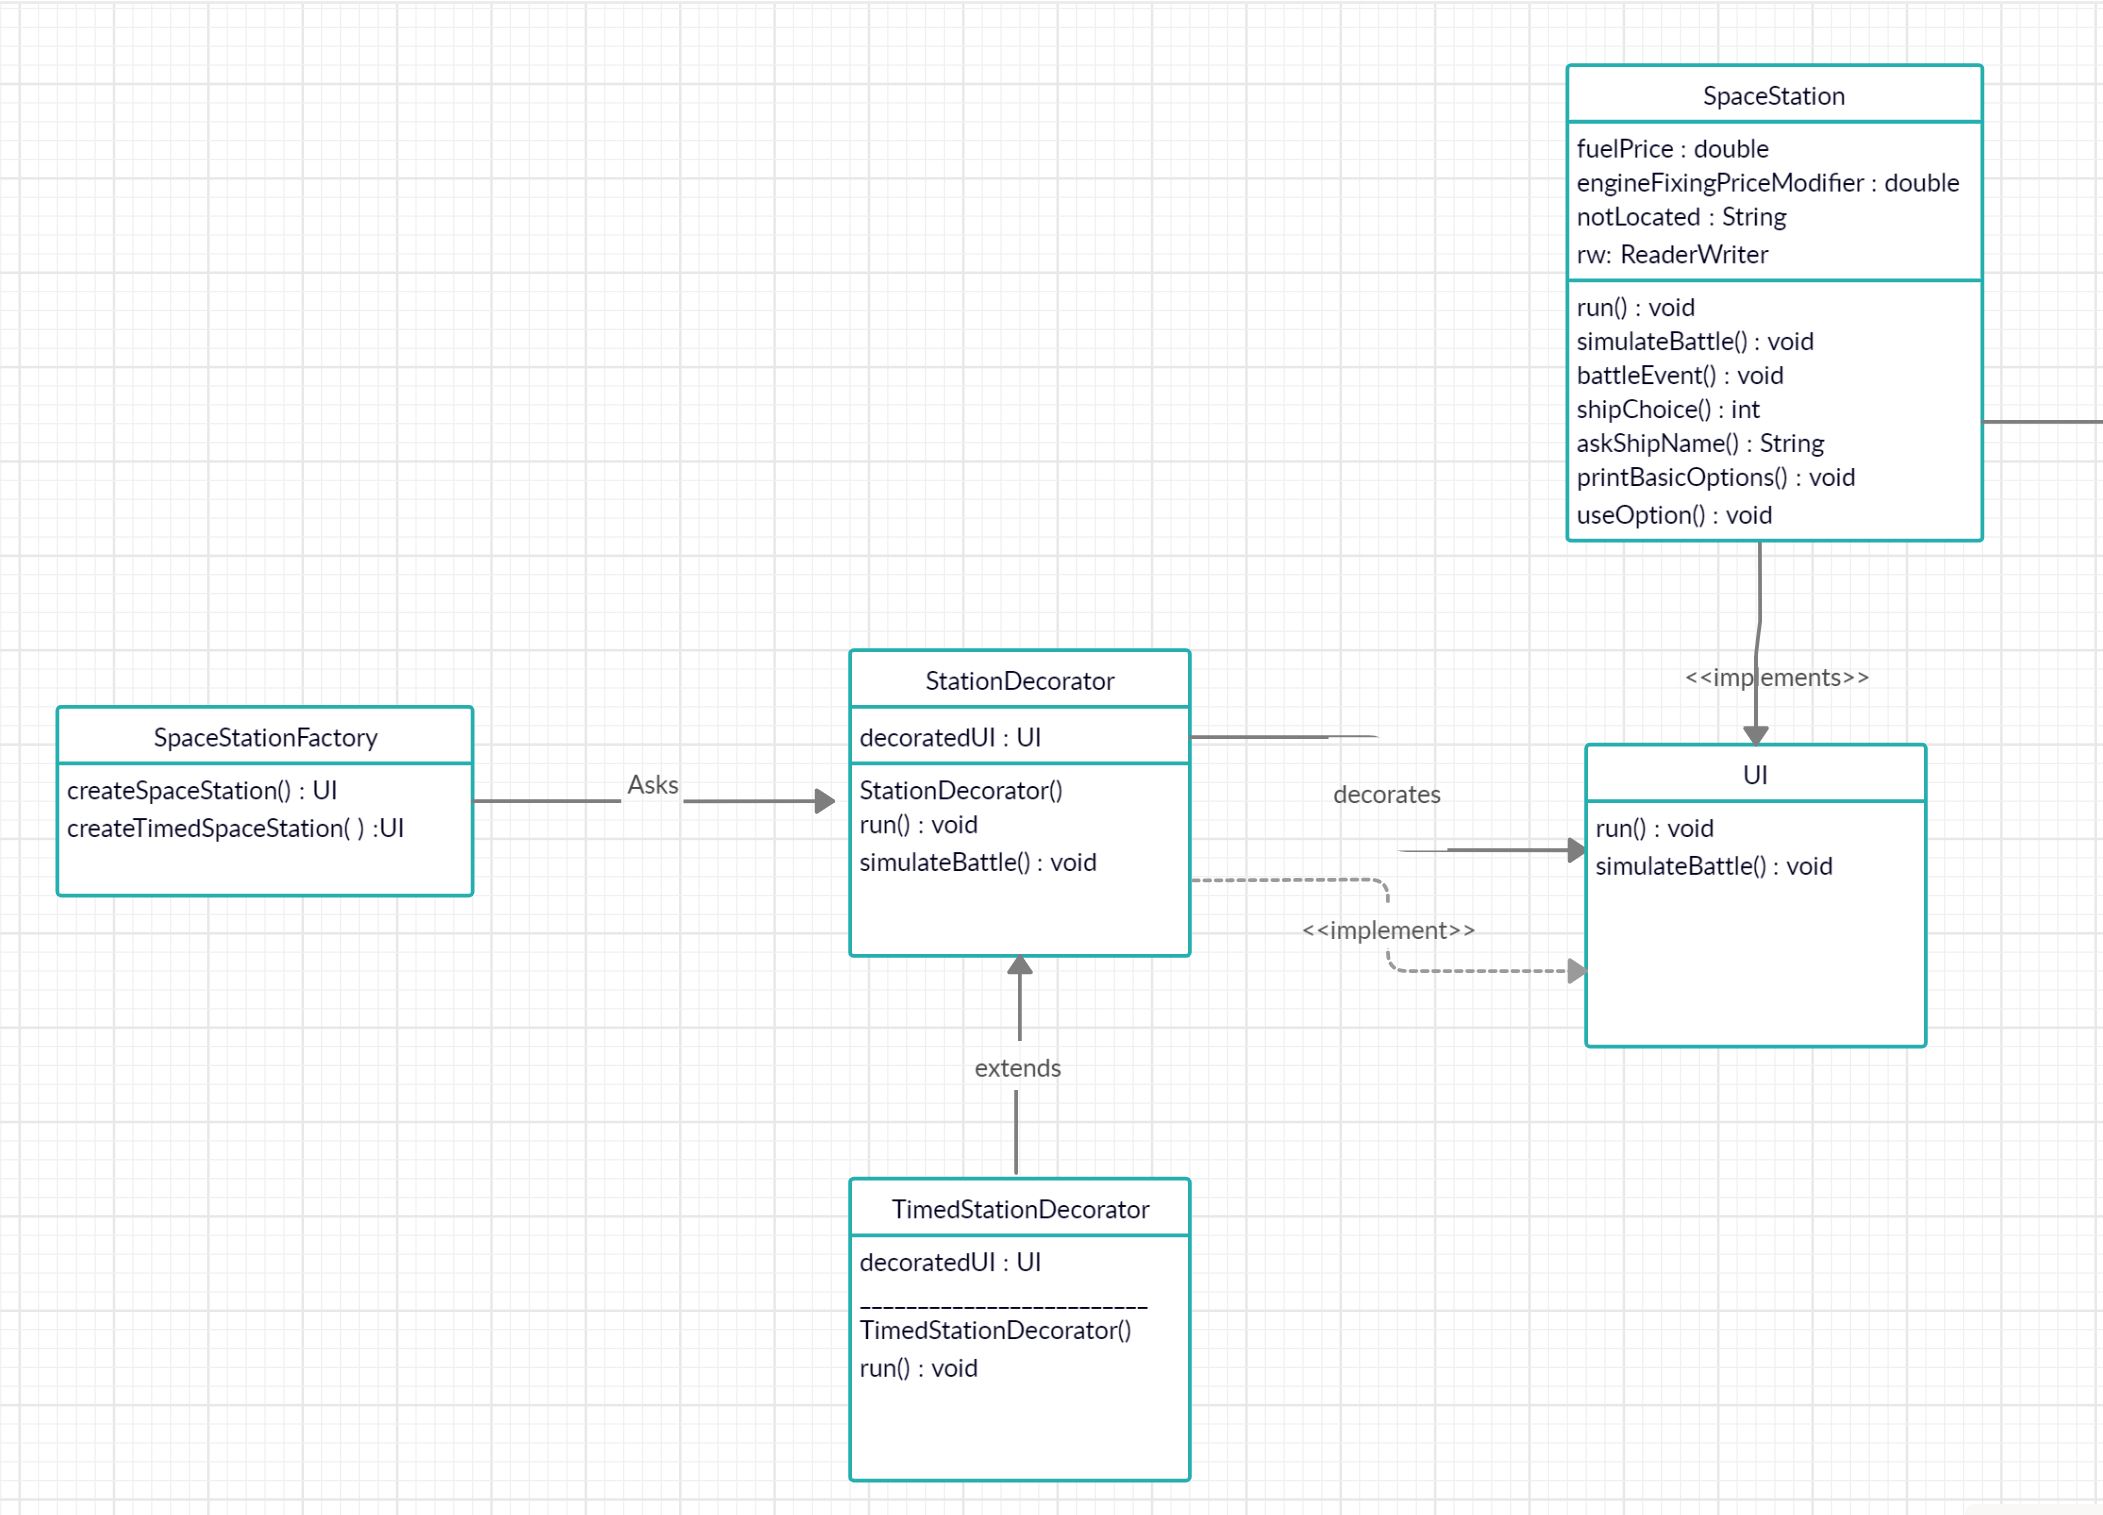 SpaceStation
fuelPrice : double
engineFixingPriceModifier : double
notLocated : String
rw: ReaderWriter
run() : void
simulateBattle() : void
battleEvent() : void
shipChoice() : int
askShipName() : String
printBasicOptions() : void
useOption() : void
<<implements>>
SpaceStationFactory
createSpaceStation() : UI
createTimedSpaceStation( ) :UI
Asks
StationDecorator
decoratedUI : UI
StationDecorator()
run() : void
simulateBattle() : void
decorates
<<implement>>
UI
run() : void
simulateBattle() : void
extends
TimedStationDecorator
decoratedUI : UI
_________________________
TimedStationDecorator()
run() : void